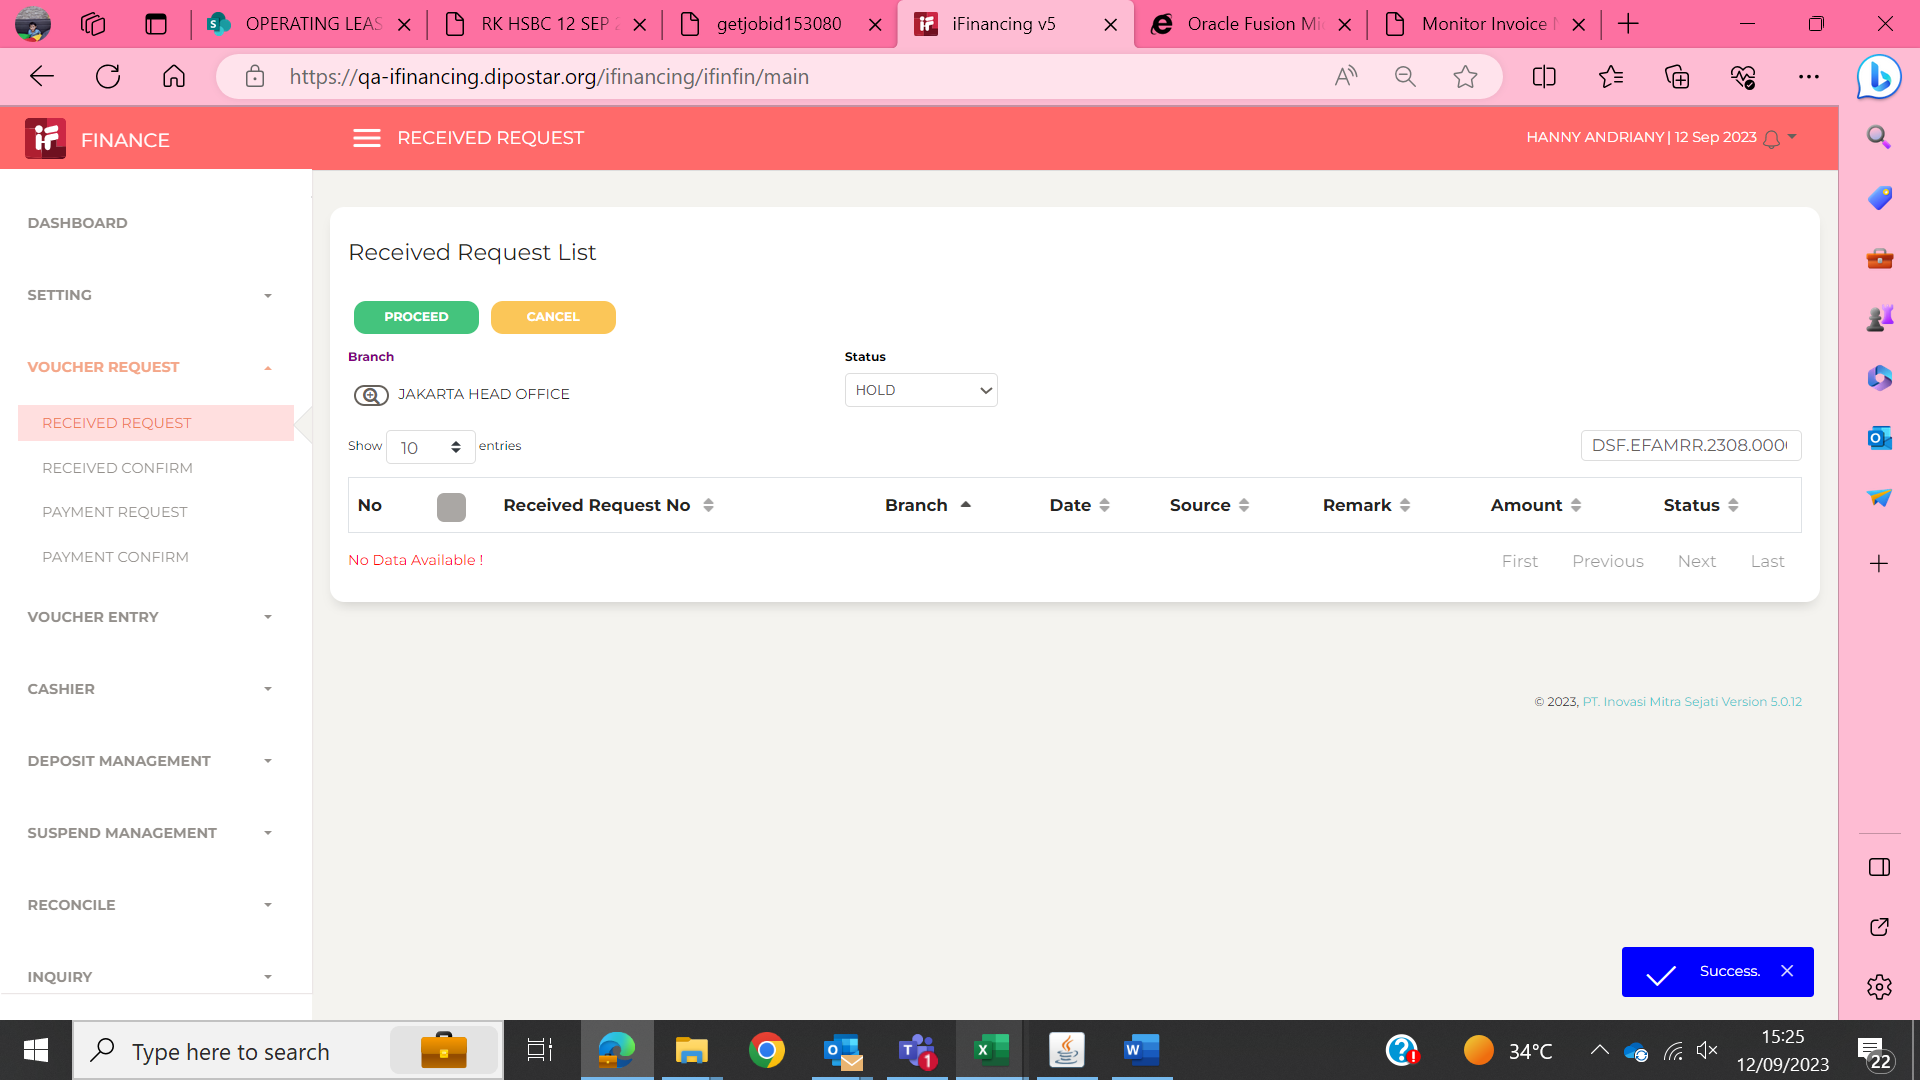 OPERATING LEAS
RK HSBC 12 SEP
getjobid153080
iFinancing v5
Oracle Fusion Mi
Monitor Invoice
https://qa-ifinancing.dipostar.org/ifinancing/ifinfin/main
iF FINANCE
RECEIVED REQUEST
HANNY ANDRIANY | 12 Sep 2023
DASHBOARD
SETTING
VOUCHER REQUEST
RECEIVED REQUEST
RECEIVED CONFIRM
PAYMENT REQUEST
PAYMENT CONFIRM
VOUCHER ENTRY
CASHIER
DEPOSIT MANAGEMENT
SUSPEND MANAGEMENT
RECONCILE
INQUIRY
Received Request List
PROCEED
CANCEL
Branch
Status
JAKARTA HEAD OFFICE
HOLD
Show 10 entries
DSF.EFAMRR.2308.000
No Received Request No Branch Date Source Remark Amount Status
No Data Available !
First Previous Next Last
© 2023, PT. Inovasi Mitra Sejati Version 5.0.12
Success.
Type here to search
1
34°C
15:25
12/09/2023
22